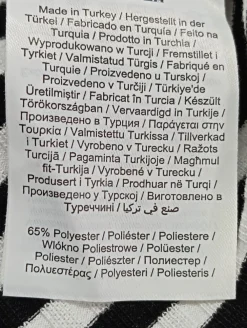 Made in Turkey / Hergestellt in der
Türkei / Fabricado en Turquía / Feito na
Turquia / Prodotto in Turchia /
Wyprodukowano w Turcji / Fremstillet i
Tyrkiet / Valmistatud Türgis / Fabriqué en
Turquie / Proizvedeno u Turskoj /
Proizvedeno v Turčiji / Türkiye'de
Üretilmiştir / Fabricat în Turcia / Készült
Törökországban / Vervaardigd in Turkije /
Произведено в Турция / Παράγεται στην
Τουρκία / Valmistettu Turkissa / Tillverkad
i Turkiet / Vyrobeno v Turecku / Ražots
Turcijā / Pagaminta Turkijoje / Magħmul
fit-Turkija / Vyrobené v Turecku /
Produsert i Tyrkia / Prodhuar në Turqi /
Произведено у Турској / Вироблено в
Туреччині / صنع في تركيا
65% Polyester / Poliéster / Poliestere /
Włókno Poliestrowe / Polüester /
Poliester / Poliészter / Полиестер /
Πολυεστέρας / Polyesteri / Poliesteris /